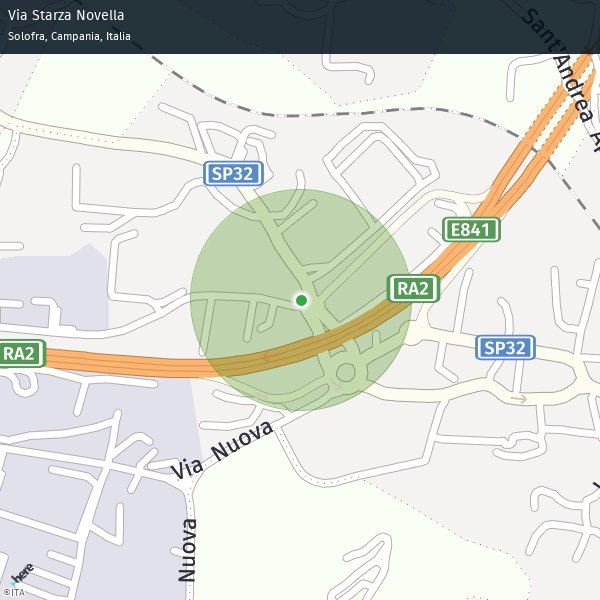 Via Starza Novella
Solofra, Campania, Italia
Sant'Andrea A
SP32
E841
RA2
SP32
RA2
Via Nuova
Nuova
here
©ITA